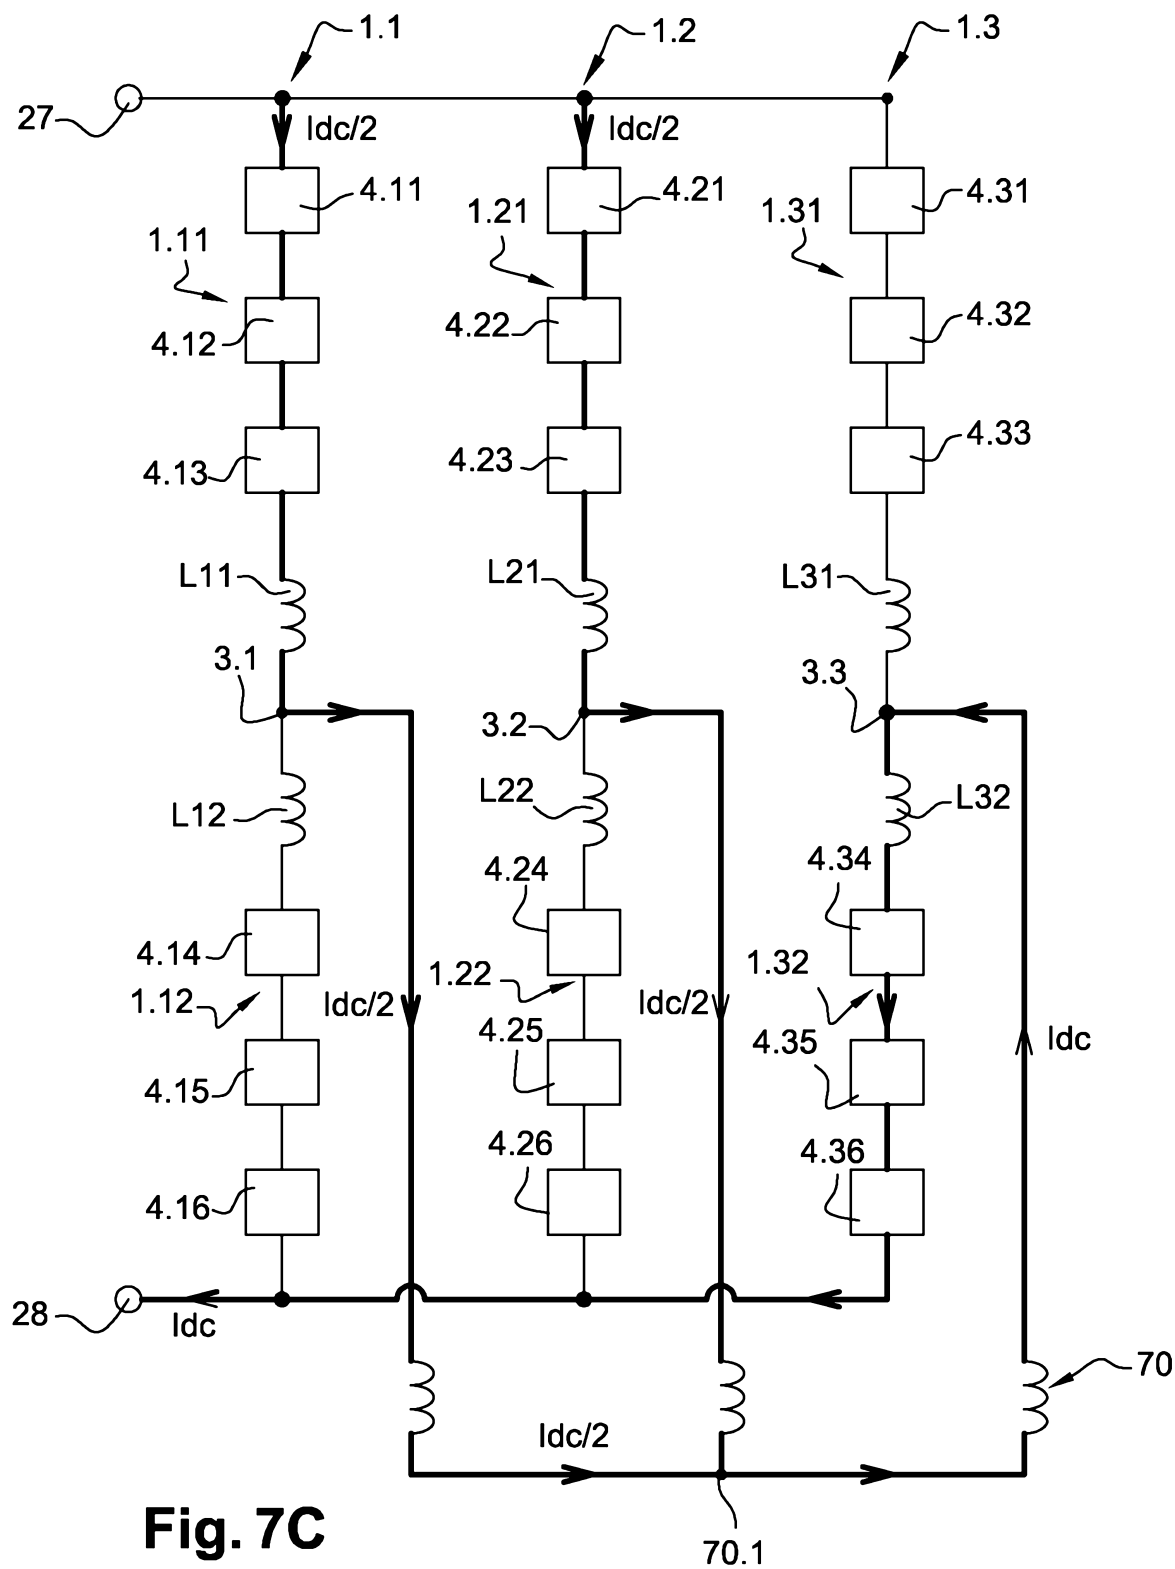 1.1 1.2 1.3
27
Idc/2 Idc/2
4.11 4.21 4.31
1.11 1.21 1.31
4.12 4.22 4.32
4.13 4.23 4.33
L11 L21 L31
3.1 3.2 3.3
L12 L22 L32
4.14 4.24 4.34
1.12 1.22 1.32
Idc/2 Idc/2 Idc
4.15 4.25 4.35
4.16 4.26 4.36
28
Idc
70
Idc/2
70.1
Fig. 7C